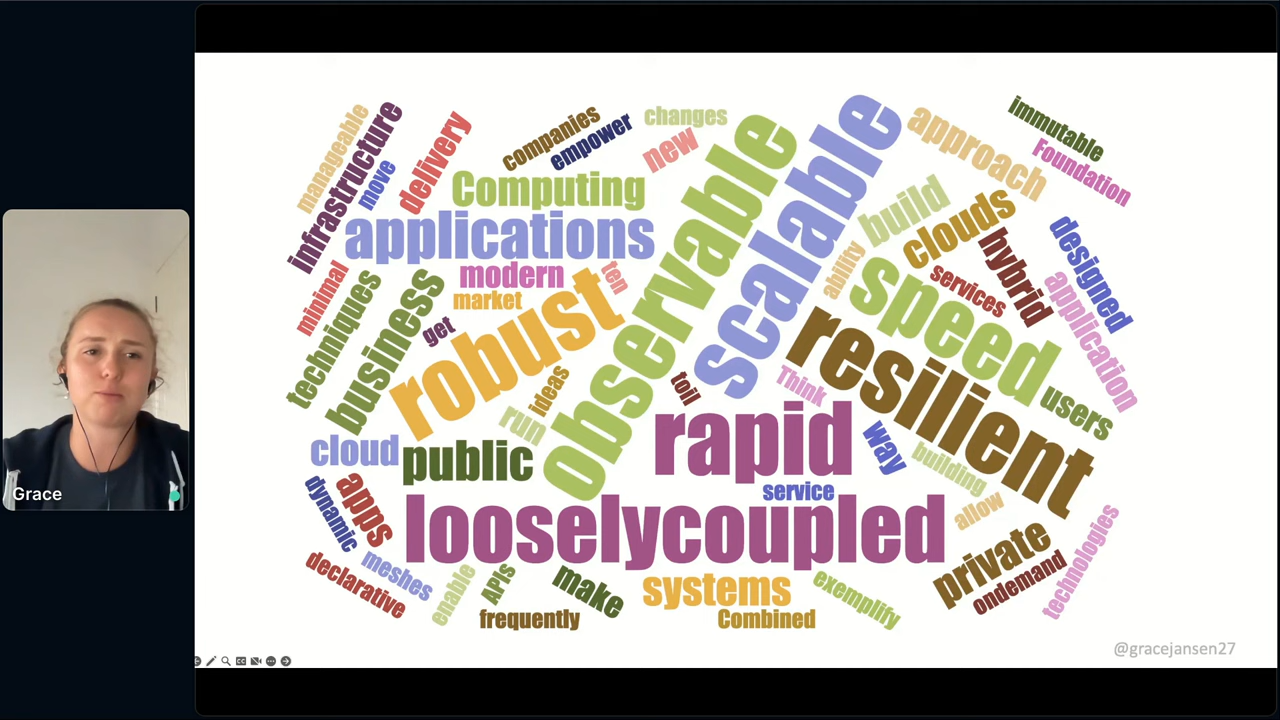 manageable
infrastructure
move
delivery
companies
empower
changes
new
Computing
applications
modern
ten
market
get
minimal
techniques
business
robust
ideas
run
observable
scalable
approach
immutable
Foundation
build
clouds
ability
speed
services
hybrid
designed
application
resilient
users
toil
Think
rapid
way
building
service
allow
cloud
public
apps
dynamic
looselycoupled
declarative
meshes
enable
APIs
make
frequently
systems
Combined
exemplify
private
ondemand
technologies
Grace
@gracejansen27